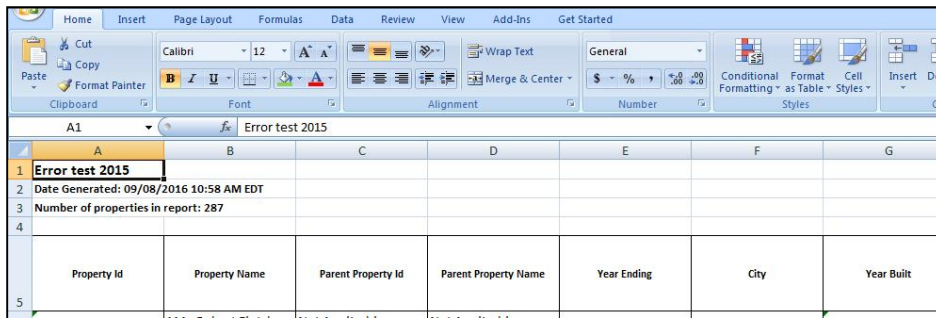 Home Insert Page Layout Formulas Data Review View Add-Ins Get Started
Cut
Copy
Format Painter
Paste
Calibri 12 A A
B I U A
Wrap Text
Merge & Center
General
$ % , .0 .00 .00 .0
Conditional Formatting
Format as Table
Cell Styles
Insert
Clipboard Font Alignment Number Styles
A1 fx Error test 2015
A B C D E F G
1 Error test 2015
2 Date Generated: 09/08/2016 10:58 AM EDT
3 Number of properties in report: 287
4
5 Property Id Property Name Parent Property Id Parent Property Name Year Ending City Year Built